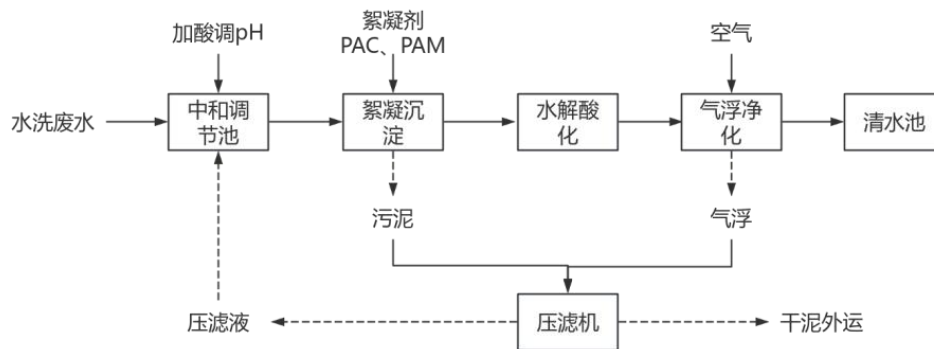 加酸调pH
絮凝剂
PAC、PAM
空气
水洗废水
中和调
节池
絮凝沉
淀
水解酸
化
气浮净
化
清水池
污泥
气浮
压滤液
压滤机
干泥外运